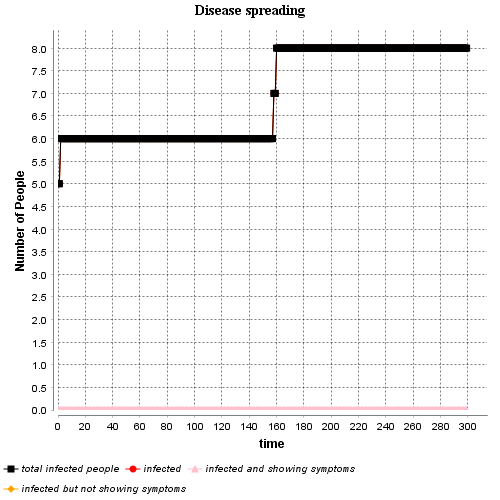 Disease spreading
8.0
7.5
7.0
6.5
6.0
5.5
5.0
4.5
4.0
3.5
3.0
2.5
2.0
1.5
1.0
0.5
0.0
Number of People
0 20 40 60 80 100 120 140 160 180 200 220 240 260 280 300
time
total infected people infected infected and showing symptoms
infected but not showing symptoms